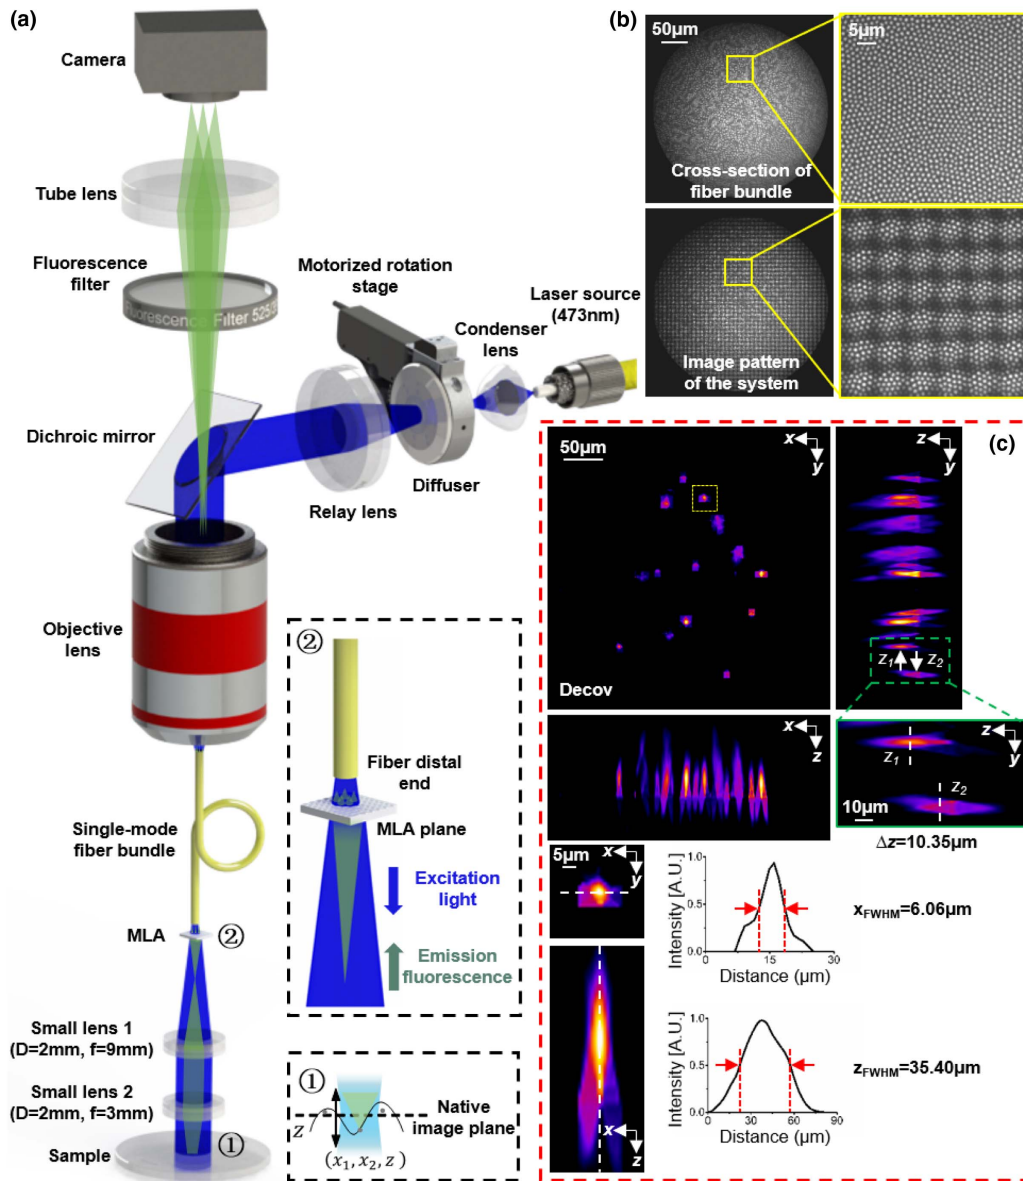 (a)
Camera
Tube lens
Fluorescence
filter
Fluorescence Filter 525/
Motorized rotation
stage
Laser source
(473nm)
Condenser
lens
Dichroic mirror
Diffuser
Relay lens
Objective
lens
Single-mode
fiber bundle
MLA
②
Small lens 1
(D=2mm, f=9mm)
Small lens 2
(D=2mm, f=3mm)
Sample
①
②
Fiber distal
end
MLA plane
Excitation
light
Emission
fluorescence
①
Native
image plane
z
(x₁, x₂, z)
(b)
50μm
5μm
Cross-section of
fiber bundle
Image pattern
of the system
(c)
50μm
x
y
Decov
z
y
z₁
z₂
x
z
z
y
z₁
z₂
10μm
Δz=10.35μm
5μm
x
y
Intensity [A.U.]
1.0
0.5
0.0
0 15 30
Distance (μm)
xFWHM=6.06μm
x
z
Intensity [A.U.]
1.0
0.5
0.0
0 30 60 90
Distance (μm)
zFWHM=35.40μm